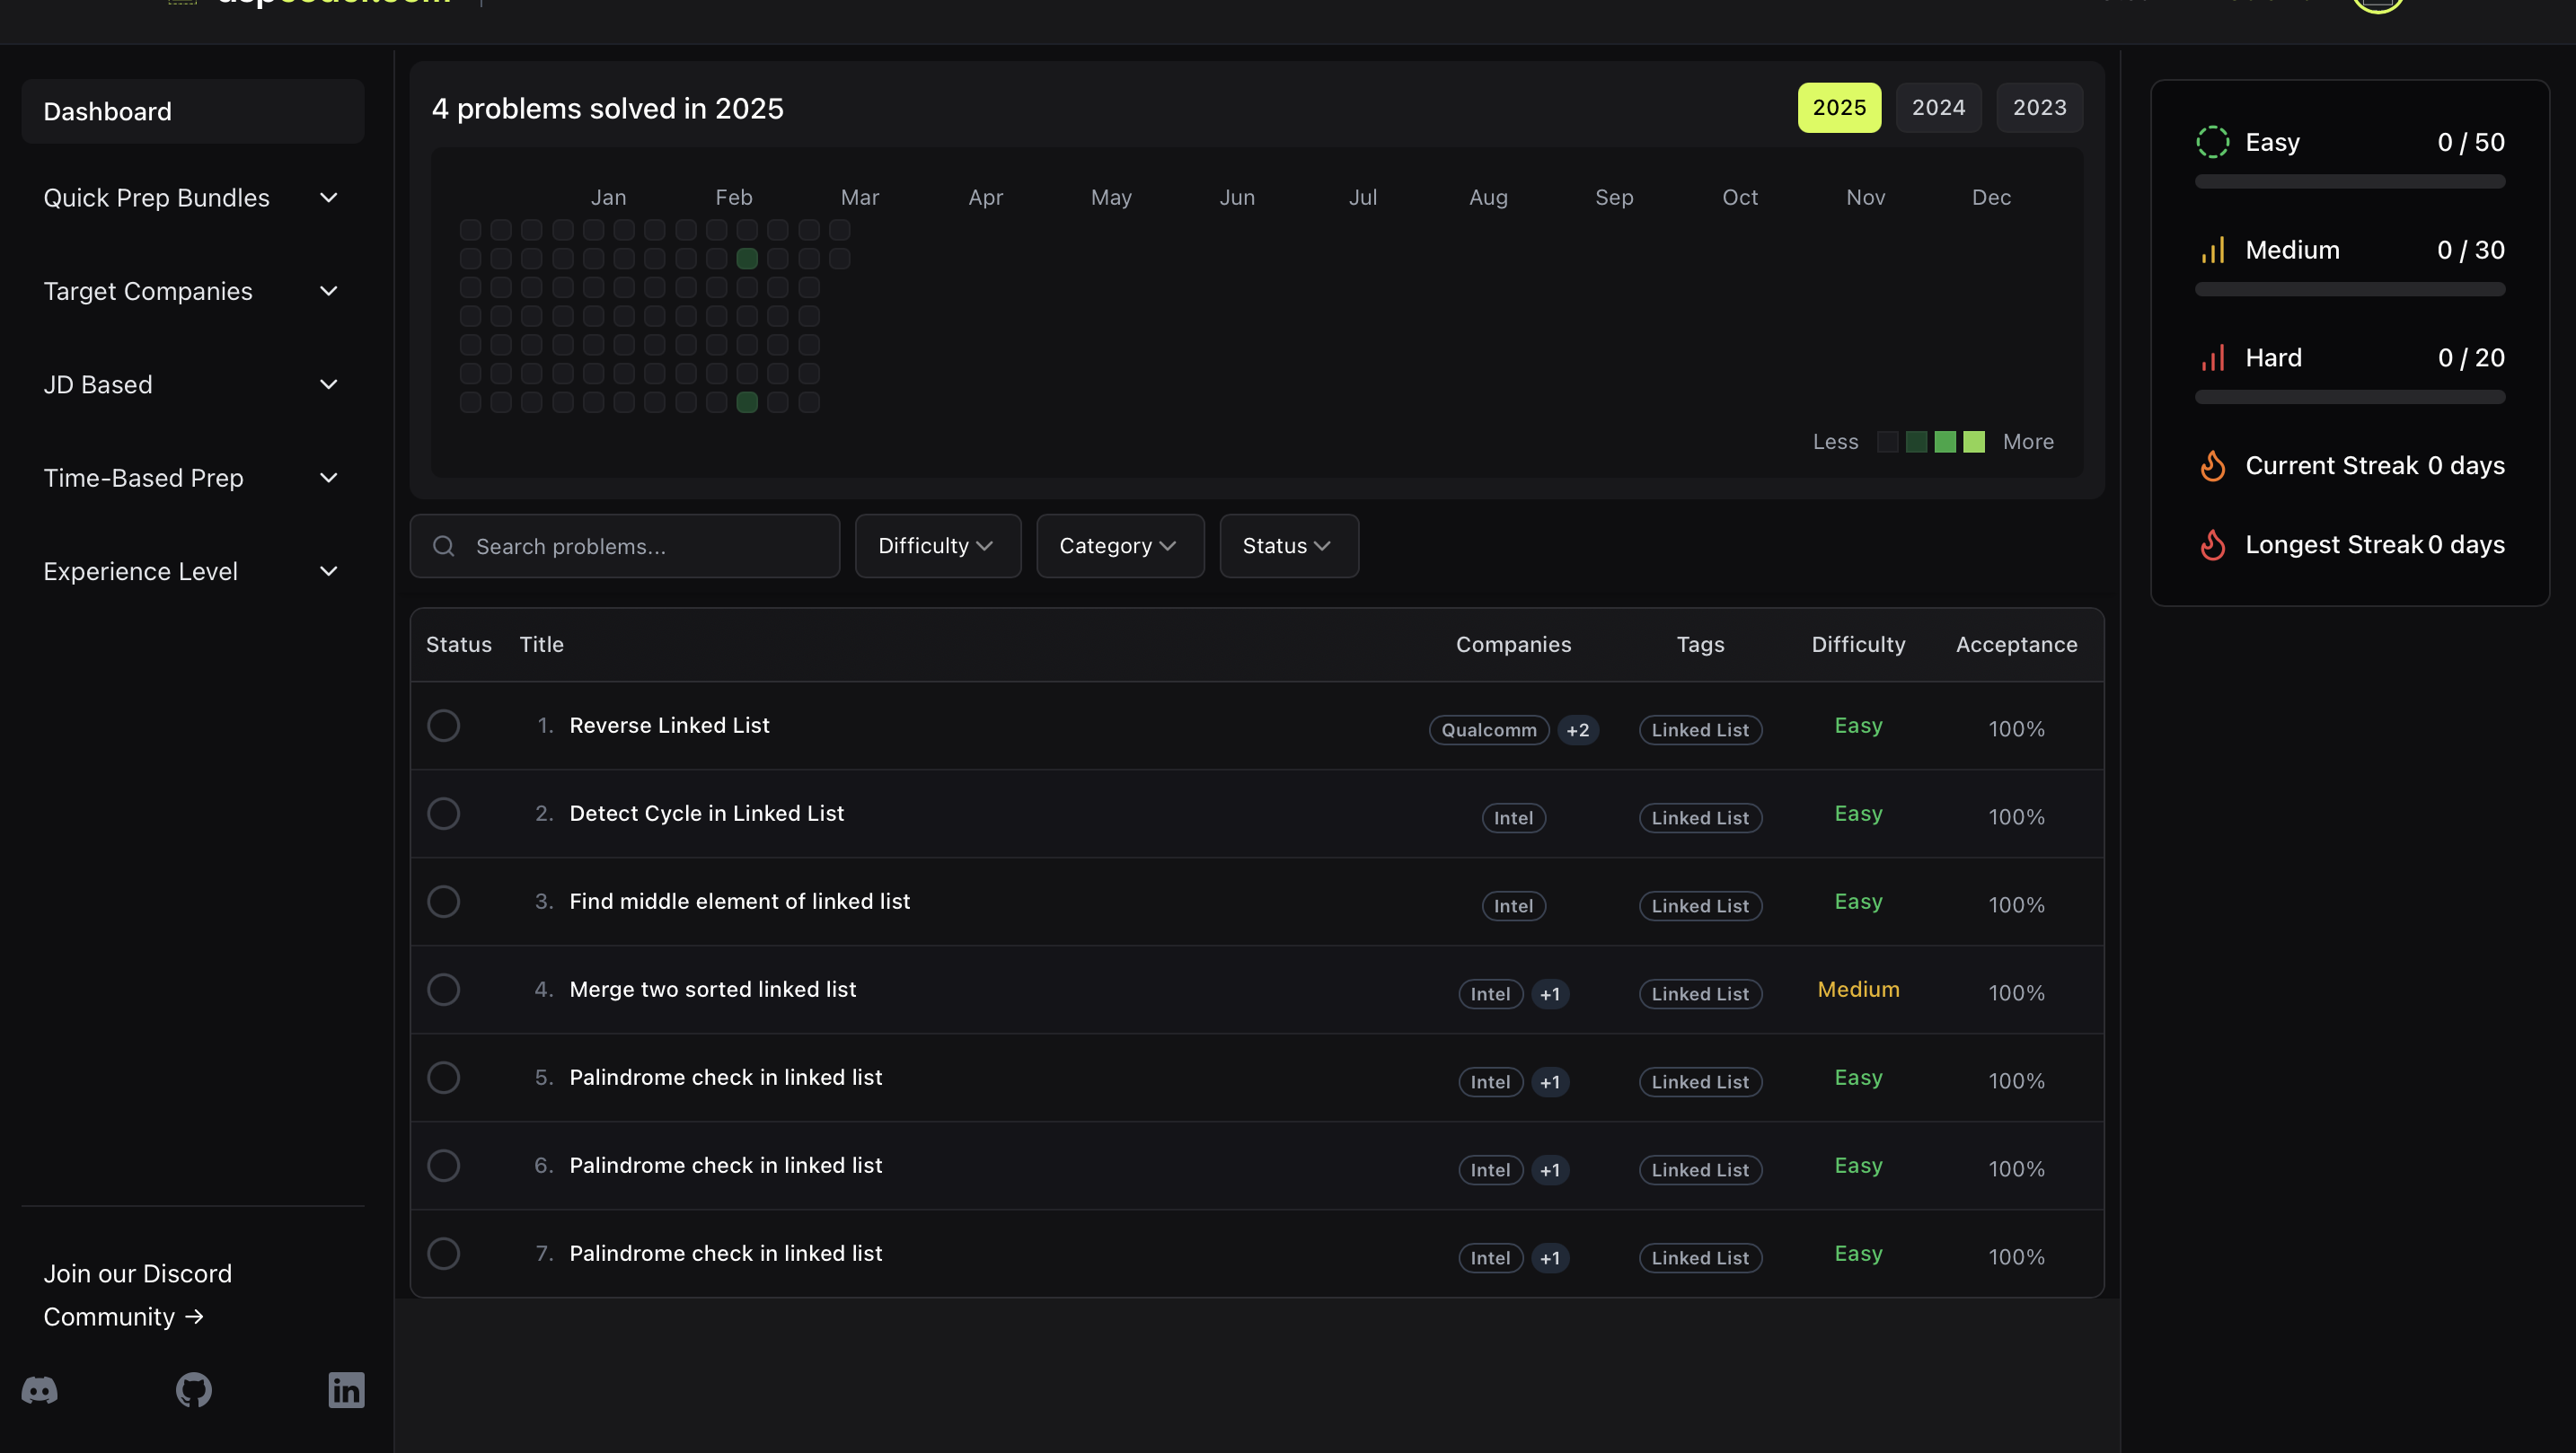 Dashboard
Quick Prep Bundles
Target Companies
JD Based
Time-Based Prep
Experience Level
Join our Discord
Community →
4 problems solved in 2025
2025 2024 2023
Jan Feb Mar Apr May Jun Jul Aug Sep Oct Nov Dec
Less More
Search problems...
Difficulty
Category
Status
Status Title Companies Tags Difficulty Acceptance
1. Reverse Linked List Qualcomm +2 Linked List Easy 100%
2. Detect Cycle in Linked List Intel Linked List Easy 100%
3. Find middle element of linked list Intel Linked List Easy 100%
4. Merge two sorted linked list Intel +1 Linked List Medium 100%
5. Palindrome check in linked list Intel +1 Linked List Easy 100%
6. Palindrome check in linked list Intel +1 Linked List Easy 100%
7. Palindrome check in linked list Intel +1 Linked List Easy 100%
Easy 0 / 50
Medium 0 / 30
Hard 0 / 20
Current Streak 0 days
Longest Streak 0 days